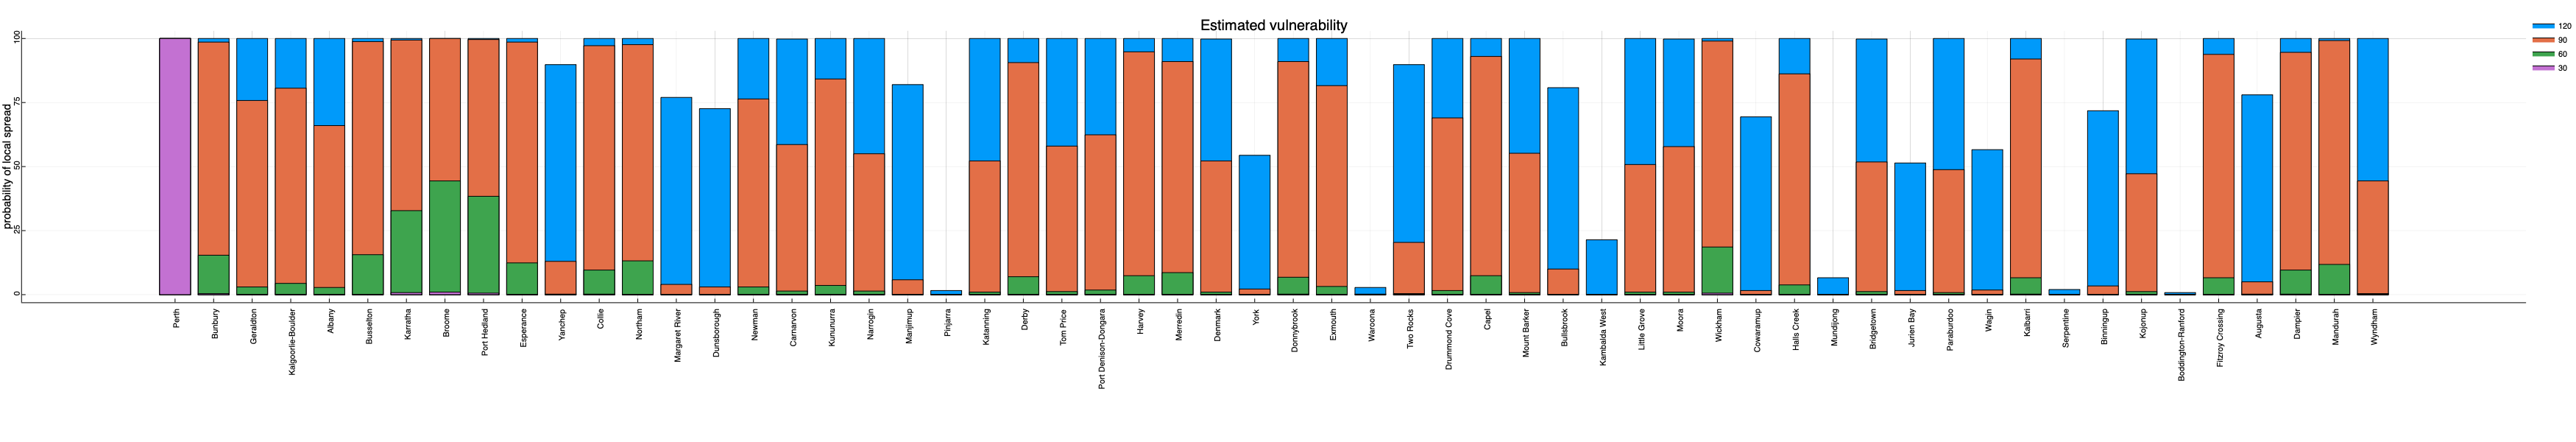 Estimated vulnerability
120
90
60
30
probability of local spread
100
75
50
25
0
Perth
Bunbury
Geraldton
Kalgoorlie-Boulder
Albany
Busselton
Karratha
Broome
Port Hedland
Esperance
Yanchep
Collie
Northam
Margaret River
Dunsborough
Newman
Carnarvon
Kununurra
Narrogin
Manjimup
Pinjarra
Katanning
Derby
Tom Price
Port Denison-Dongara
Harvey
Merredin
Denmark
York
Donnybrook
Exmouth
Waroona
Two Rocks
Drummond Cove
Capel
Mount Barker
Bullsbrook
Kambalda West
Little Grove
Moora
Wickham
Cowaramup
Halls Creek
Mundijong
Bridgetown
Jurien Bay
Paraburdoo
Wagin
Kalbarri
Serpentine
Binningup
Kojonup
Boddington-Ranford
Fitzroy Crossing
Augusta
Dampier
Mandurah
Wyndham